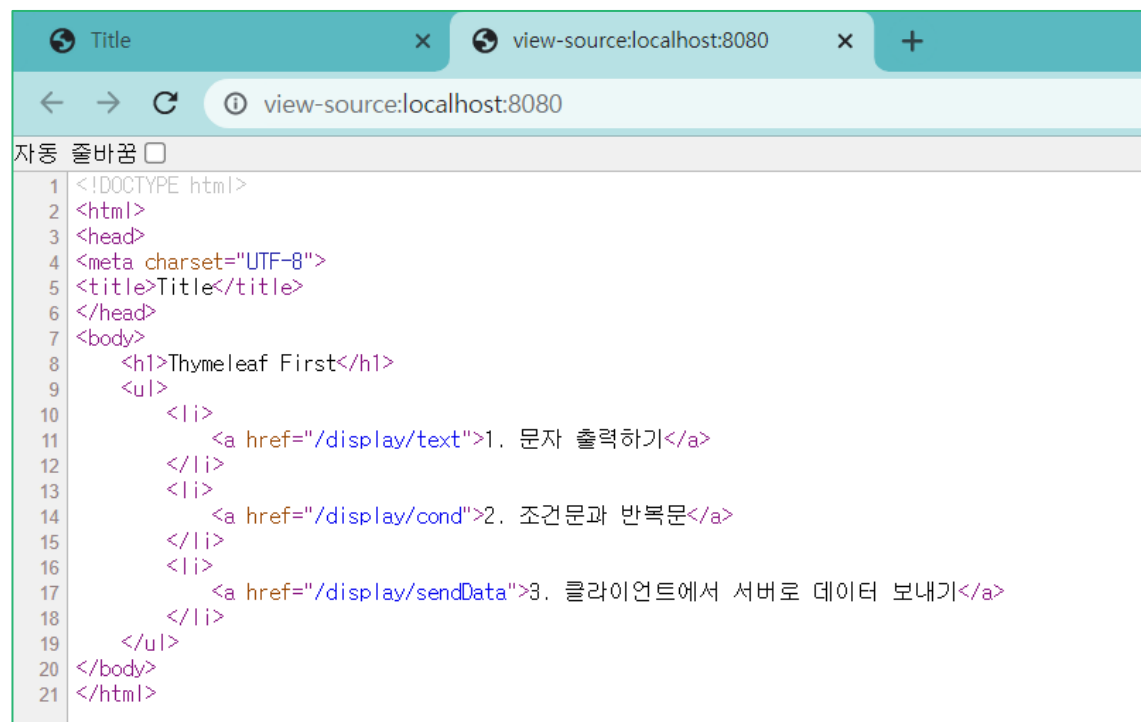 Title
view-source:localhost:8080
view-source:localhost:8080
자동 줄바꿈
1 <!DOCTYPE html>
2 <html>
3 <head>
4 <meta charset="UTF-8">
5 <title>Title</title>
6 </head>
7 <body>
8 <h1>Thymeleaf First</h1>
9 <ul>
10 <li>
11 <a href="/display/text">1. 문자 출력하기</a>
12 </li>
13 <li>
14 <a href="/display/cond">2. 조건문과 반복문</a>
15 </li>
16 <li>
17 <a href="/display/sendData">3. 클라이언트에서 서버로 데이터 보내기</a>
18 </li>
19 </ul>
20 </body>
21 </html>